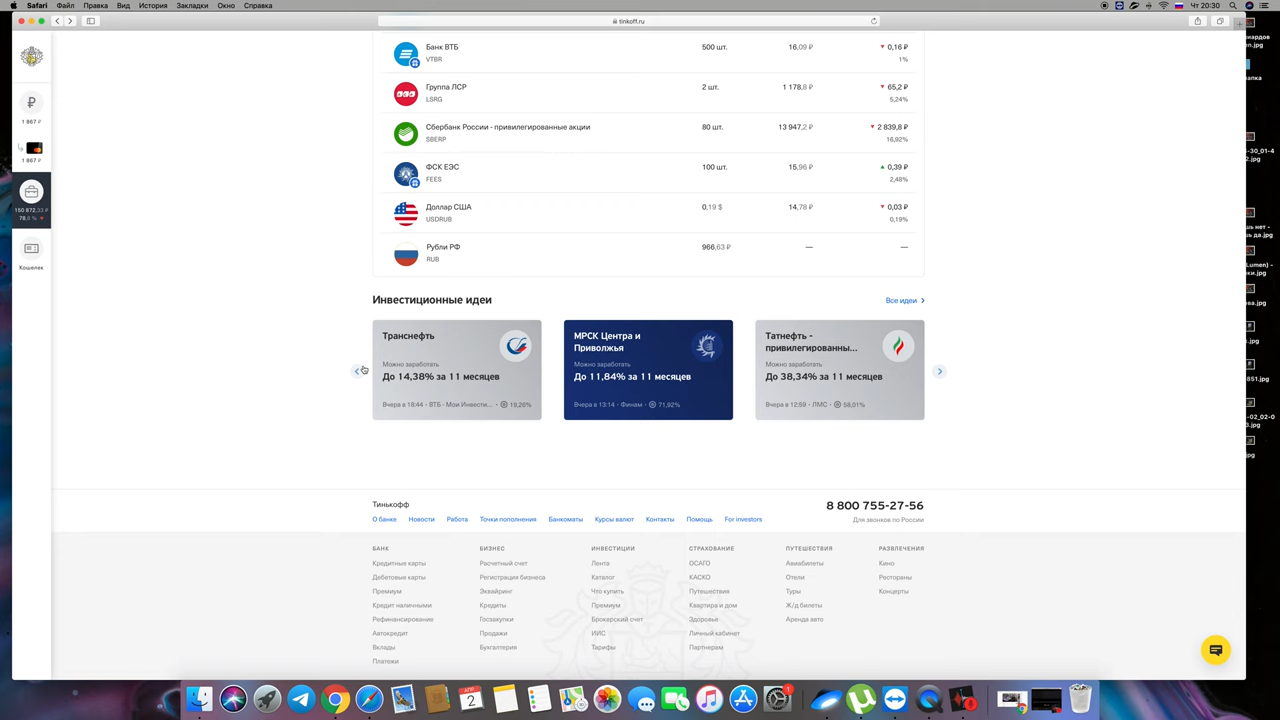 Safari Файл Правка Вид История Закладки Окно Справка
Чт 20:30
tinkoff.ru
1 867 ₽
1 867 ₽
150 872,33 ₽
78,6 %
Кошелек
Банк ВТБ 500 шт. 16,09 ₽ 0,16 ₽
VTBR 1%
Группа ЛСР 2 шт. 1 178,8 ₽ 65,2 ₽
LSRG 5,24%
Сбербанк России - привилегированные акции 80 шт. 13 947,2 ₽ 2 839,8 ₽
SBERP 16,92%
ФСК ЕЭС 100 шт. 15,96 ₽ 0,39 ₽
FEES 2,48%
Доллар США 0,19 $ 14,78 ₽ 0,03 ₽
USDRUB 0,19%
Рубли РФ 966,63 ₽ — —
RUB
Инвестиционные идеи
Все идеи
Транснефть
Можно заработать
До 14,38% за 11 месяцев
Вчера в 18:44 - ВТБ - Мои Инвести... - 19,26%
МРСК Центра и
Приволжья
Можно заработать
До 11,84% за 11 месяцев
Вчера в 13:14 - Финам - 71,92%
Татнефть -
привилегированны...
Можно заработать
До 38,34% за 11 месяцев
Вчера в 12:59 - ЛМС - 58,01%
Тинькофф
8 800 755-27-56
Для звонков по России
О банке Новости Работа Точки пополнения Банкоматы Курсы валют Контакты Помощь For investors
БАНК
Кредитные карты
Дебетовые карты
Премиум
Кредит наличными
Рефинансирование
Автокредит
Вклады
Платежи
БИЗНЕС
Расчетный счет
Регистрация бизнеса
Эквайринг
Кредиты
Госзакупки
Продажи
Бухгалтерия
ИНВЕСТИЦИИ
Лента
Каталог
Что купить
Премиум
Брокерский счет
ИИС
Тарифы
СТРАХОВАНИЕ
ОСАГО
КАСКО
Путешествия
Квартира и дом
Здоровье
Личный кабинет
Партнерам
ПУТЕШЕСТВИЯ
Авиабилеты
Отели
Туры
Ж/д билеты
Аренда авто
РАЗВЛЕЧЕНИЯ
Кино
Рестораны
Концерты
АПР.
2
1